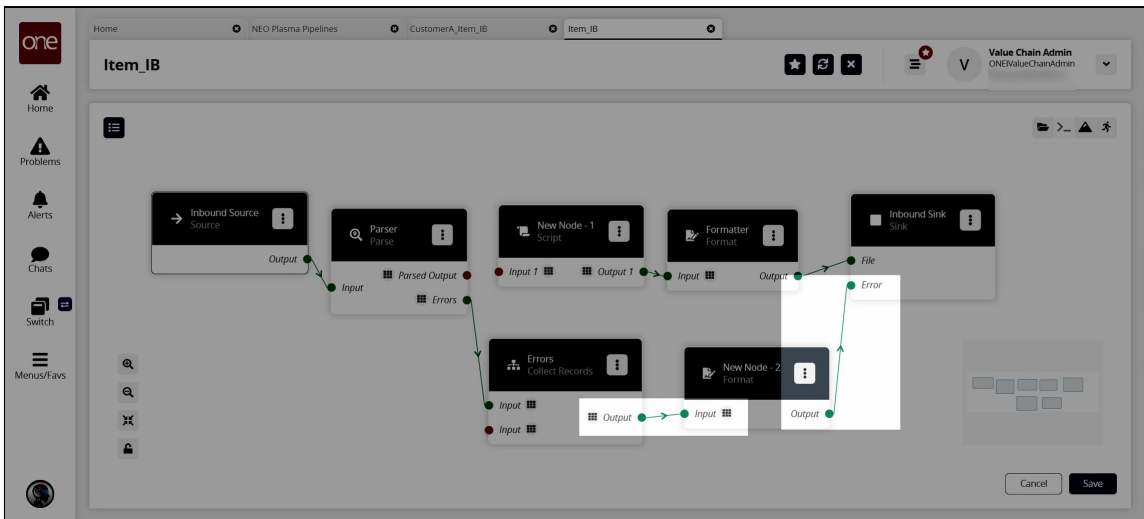 one
Home
Problems
Alerts
Chats
Switch
Menus/Favs
Home
NEO Plasma Pipelines
CustomerA_Item_IB
Item_IB
Item_IB
V
Value Chain Admin
ONE\ValueChainAdmin
Inbound Source
Source
Output
Parser
Parse
Parsed Output
Input
Errors
New Node - 1
Script
Input 1
Output 1
Formatter
Format
Input
Output
Inbound Sink
Sink
File
Error
Errors
Collect Records
Input
Output
Input
New Node - 2
Format
Input
Output
Cancel
Save